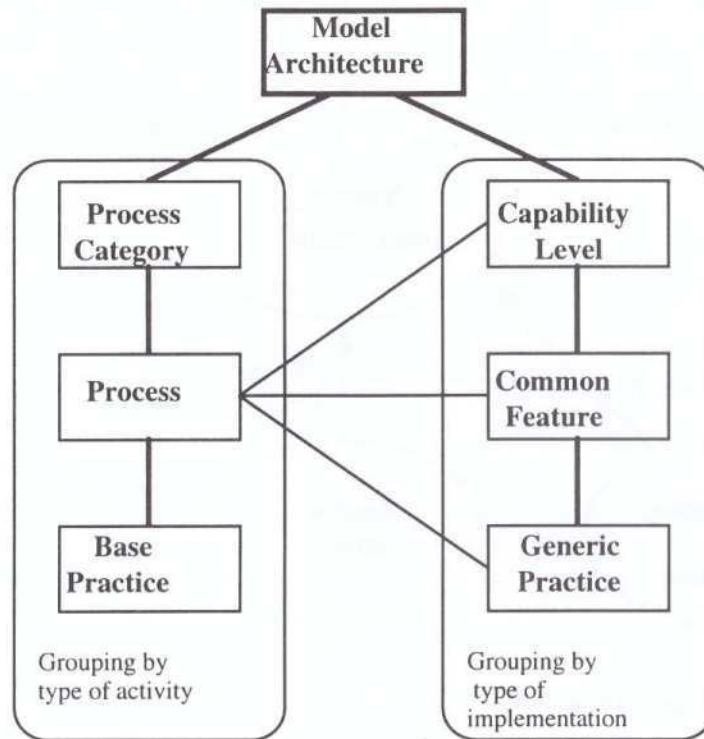 Model
Architecture
Process
Category
Capability
Level
Process
Common
Feature
Base
Practice
Generic
Practice
Grouping by
type of activity
Grouping by
type of
implementation